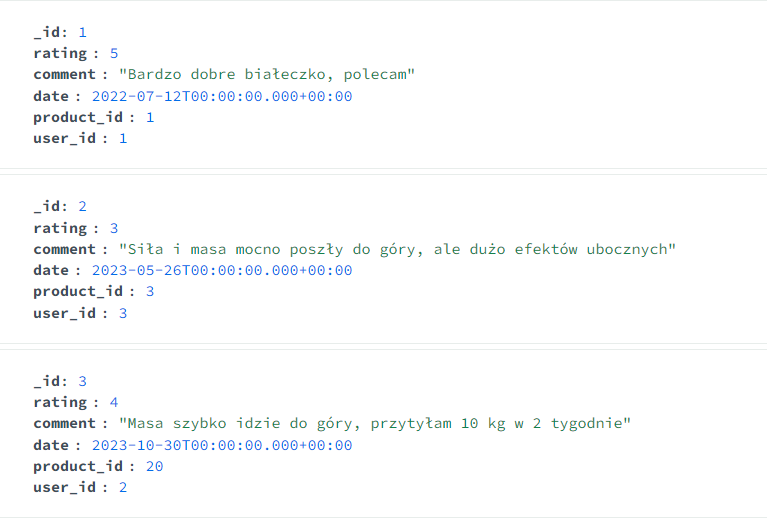 _id: 1
rating : 5
comment : "Bardzo dobre białeczko, polecam"
date : 2022-07-12T00:00:00.000+00:00
product_id : 1
user_id : 1
_id: 2
rating : 3
comment : "Siła i masa mocno poszły do góry, ale dużo efektów ubocznych"
date : 2023-05-26T00:00:00.000+00:00
product_id : 3
user_id : 3
_id: 3
rating : 4
comment : "Masa szybko idzie do góry, przytyłam 10 kg w 2 tygodnie"
date : 2023-10-30T00:00:00.000+00:00
product_id : 20
user_id : 2